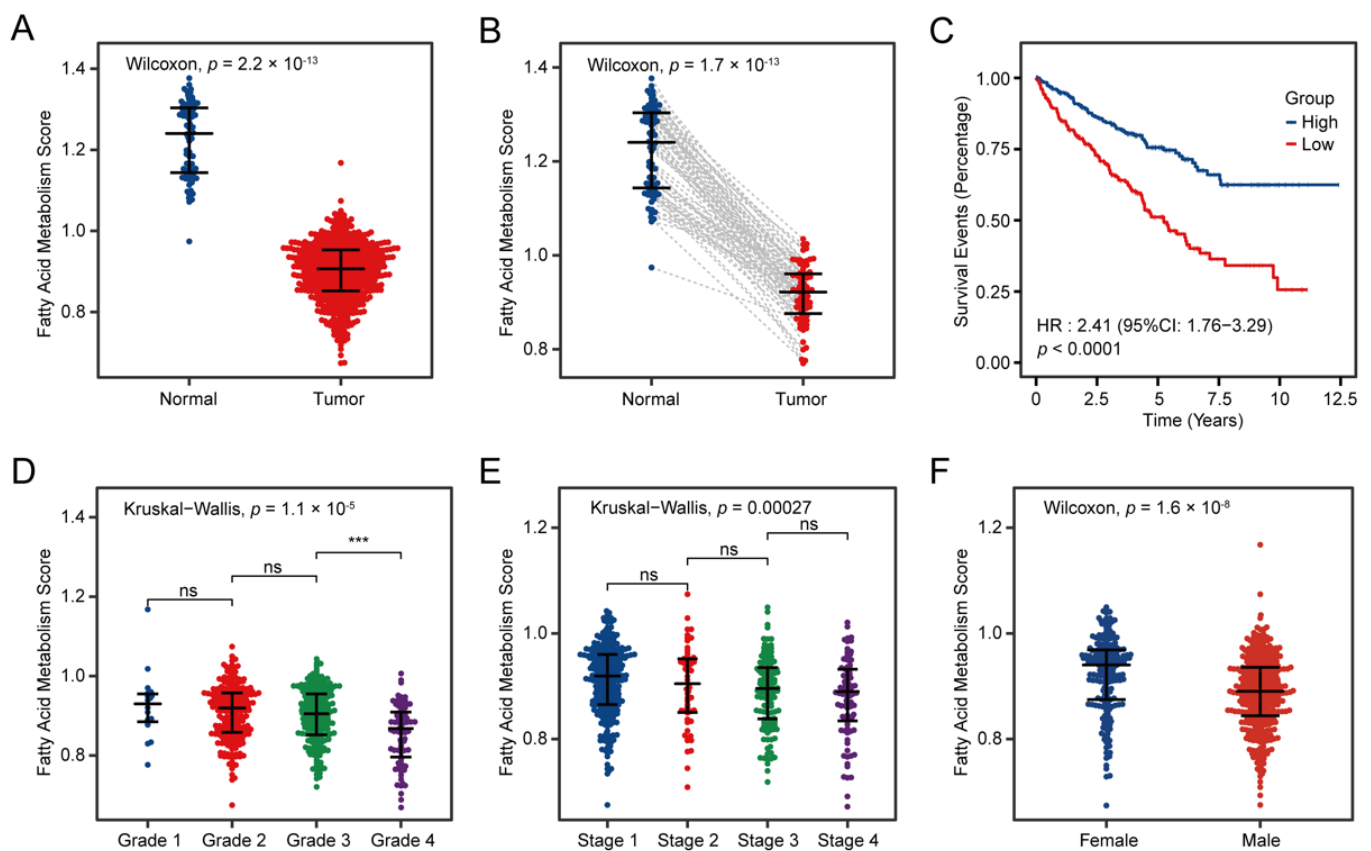 A
Wilcoxon, p = 2.2 × 10⁻¹³
Fatty Acid Metabolism Score
1.4
1.2
1.0
0.8
Normal
Tumor
B
Wilcoxon, p = 1.7 × 10⁻¹³
Fatty Acid Metabolism Score
1.4
1.2
1.0
0.8
Normal
Tumor
C
Survival Events (Percentage)
1.00
0.75
0.50
0.25
0.00
Group
High
Low
HR : 2.41 (95%CI: 1.76−3.29)
p < 0.0001
0
2.5
5
7.5
10
12.5
Time (Years)
D
Kruskal−Wallis, p = 1.1 × 10⁻⁵
Fatty Acid Metabolism Score
1.4
1.2
1.0
0.8
ns
ns
***
Grade 1
Grade 2
Grade 3
Grade 4
E
Kruskal−Wallis, p = 0.00027
Fatty Acid Metabolism Score
1.2
1.0
0.8
ns
ns
ns
Stage 1
Stage 2
Stage 3
Stage 4
F
Wilcoxon, p = 1.6 × 10⁻⁸
Fatty Acid Metabolism Score
1.2
1.0
0.8
Female
Male